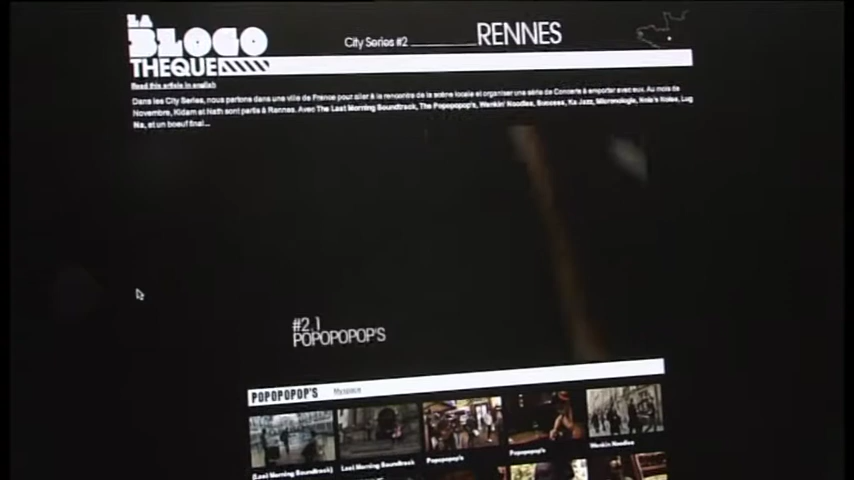 LA
BLOGO
THEQUE
City Series #2 RENNES
Read this article in english
Dans les City Series, nous partons dans une ville de France pour aller à la rencontre de la scène locale et organiser une série de Concerts à emporter avec eux. Au mois de
Novembre, Kidam et Nath sont partis à Rennes. Avec The Last Morning Soundtrack, The Popopopop's, Wankin' Noodles, Success, Ka Jazz, Mnemonologie, Nola's Noise, Lug
Na, et un boeuf final...
#2.1
POPOPOPOP'S
POPOPOPOP'S Myspace
(Last Morning Soundtrack) Last Morning Soundtrack Popopopop's Popopopop's Wankin Noodles